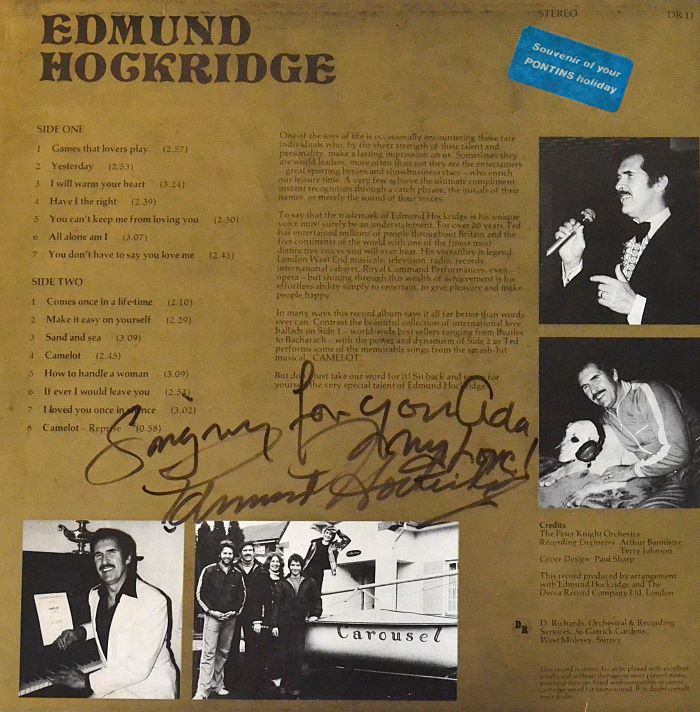 EDMUND
HOCKRIDGE
STEREO
DR 11
Souvenir of your
PONTINS holiday
SIDE ONE
1 Games that lovers play (2.57)
2 Yesterday (2.53)
3 I will warm your heart (3.24)
4 Have I the right (2.39)
5 You can't keep me from loving you (2.30)
6 All alone am I (3.07)
7 You don't have to say you love me (2.45)
SIDE TWO
1 Comes once in a life-time (2.10)
2 Make it easy on yourself (2.29)
3 Sand and sea (3.09)
4 Camelot (2.45)
5 How to handle a woman (3.09)
6 If ever I would leave you (2.54)
7 I loved you once in silence (3.02)
8 Camelot – Reprise (0.58)
One of the joys of life is occasionally encountering those rare
individuals who, by the sheer strength of their talent and
personality, make a lasting impression on us. Sometimes they
are world leaders, more often than not they are the entertainers
– great sporting heroes and showbusiness stars – who enrich
our leisure time. A very few achieve the ultimate compliment
instant recognition through a catch phrase, the initials of their
names, or merely the sound of their voices.
To say that the trademark of Edmund Hockridge is his unique
voice must surely be an understatement. For over 20 years Ted
has entertained millions of people throughout Britain and the
five continents of the world with one of the finest most
distinctive voices you will ever hear. His versatility is legend.
London West End musicals, television, radio, records,
international cabaret, Royal Command Performances, even
opera – but shining through this wealth of achievement is his
effortless ability simply to entertain, to give pleasure and make
people happy.
In many ways this record album says it all far better than words
ever can. Contrast the beautiful collection of international love
ballads on Side 1 – world-wide best sellers ranging from Beatles
to Bacharach – with the power and dynamism of Side 2 as Ted
performs some of the memorable songs from the smash-hit
musical, 'CAMELOT'.
But don't just take our word for it! Sit back and enjoy for
yourself the very special talent of Edmund Hockridge.
Singing for you Ada
my love!
Edmund Hockridge
Carousel
Credits
The Peter Knight Orchestra
Recording Engineers Arthur Bannister,
Terry Johnson
Cover Design Paul Sharp
This record produced by arrangement
with Edmund Hockridge and The
Decca Record Company Ltd, London
DR
D. Richards, Orchestral & Recording
Services, 36 Garrick Gardens,
West Molesey, Surrey.
This record is stereo